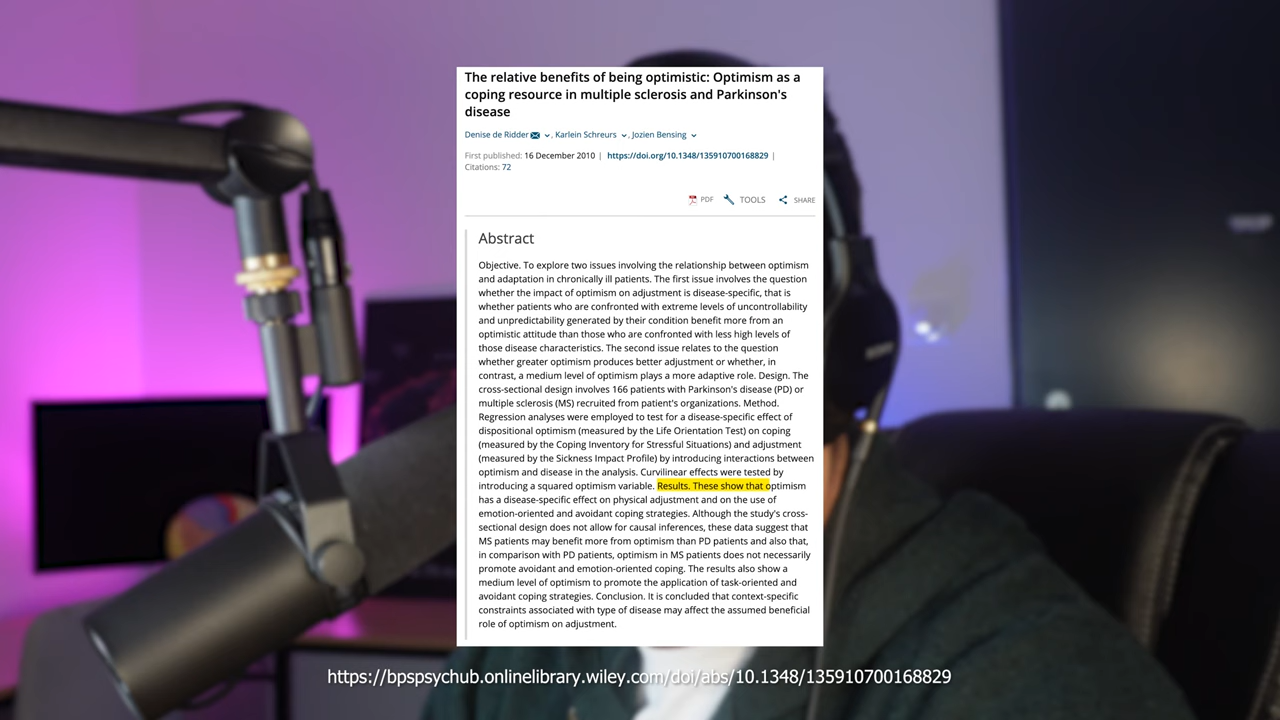 The relative benefits of being optimistic: Optimism as a
coping resource in multiple sclerosis and Parkinson's
disease
Denise de Ridder , Karlein Schreurs , Jozien Bensing
First published: 16 December 2010 | https://doi.org/10.1348/135910700168829 |
Citations: 72
PDF TOOLS SHARE
Abstract
Objective. To explore two issues involving the relationship between optimism
and adaptation in chronically ill patients. The first issue involves the question
whether the impact of optimism on adjustment is disease-specific, that is
whether patients who are confronted with extreme levels of uncontrollability
and unpredictability generated by their condition benefit more from an
optimistic attitude than those who are confronted with less high levels of
those disease characteristics. The second issue relates to the question
whether greater optimism produces better adjustment or whether, in
contrast, a medium level of optimism plays a more adaptive role. Design. The
cross-sectional design involves 166 patients with Parkinson's disease (PD) or
multiple sclerosis (MS) recruited from patient's organizations. Method.
Regression analyses were employed to test for a disease-specific effect of
dispositional optimism (measured by the Life Orientation Test) on coping
(measured by the Coping Inventory for Stressful Situations) and adjustment
(measured by the Sickness Impact Profile) by introducing interactions between
optimism and disease in the analysis. Curvilinear effects were tested by
introducing a squared optimism variable. Results. These show that optimism
has a disease-specific effect on physical adjustment and on the use of
emotion-oriented and avoidant coping strategies. Although the study's cross-
sectional design does not allow for causal inferences, these data suggest that
MS patients may benefit more from optimism than PD patients and also that,
in comparison with PD patients, optimism in MS patients does not necessarily
promote avoidant and emotion-oriented coping. The results also show a
medium level of optimism to promote the application of task-oriented and
avoidant coping strategies. Conclusion. It is concluded that context-specific
constraints associated with type of disease may affect the assumed beneficial
role of optimism on adjustment.
https://bpspsychub.onlinelibrary.wiley.com/doi/abs/10.1348/135910700168829